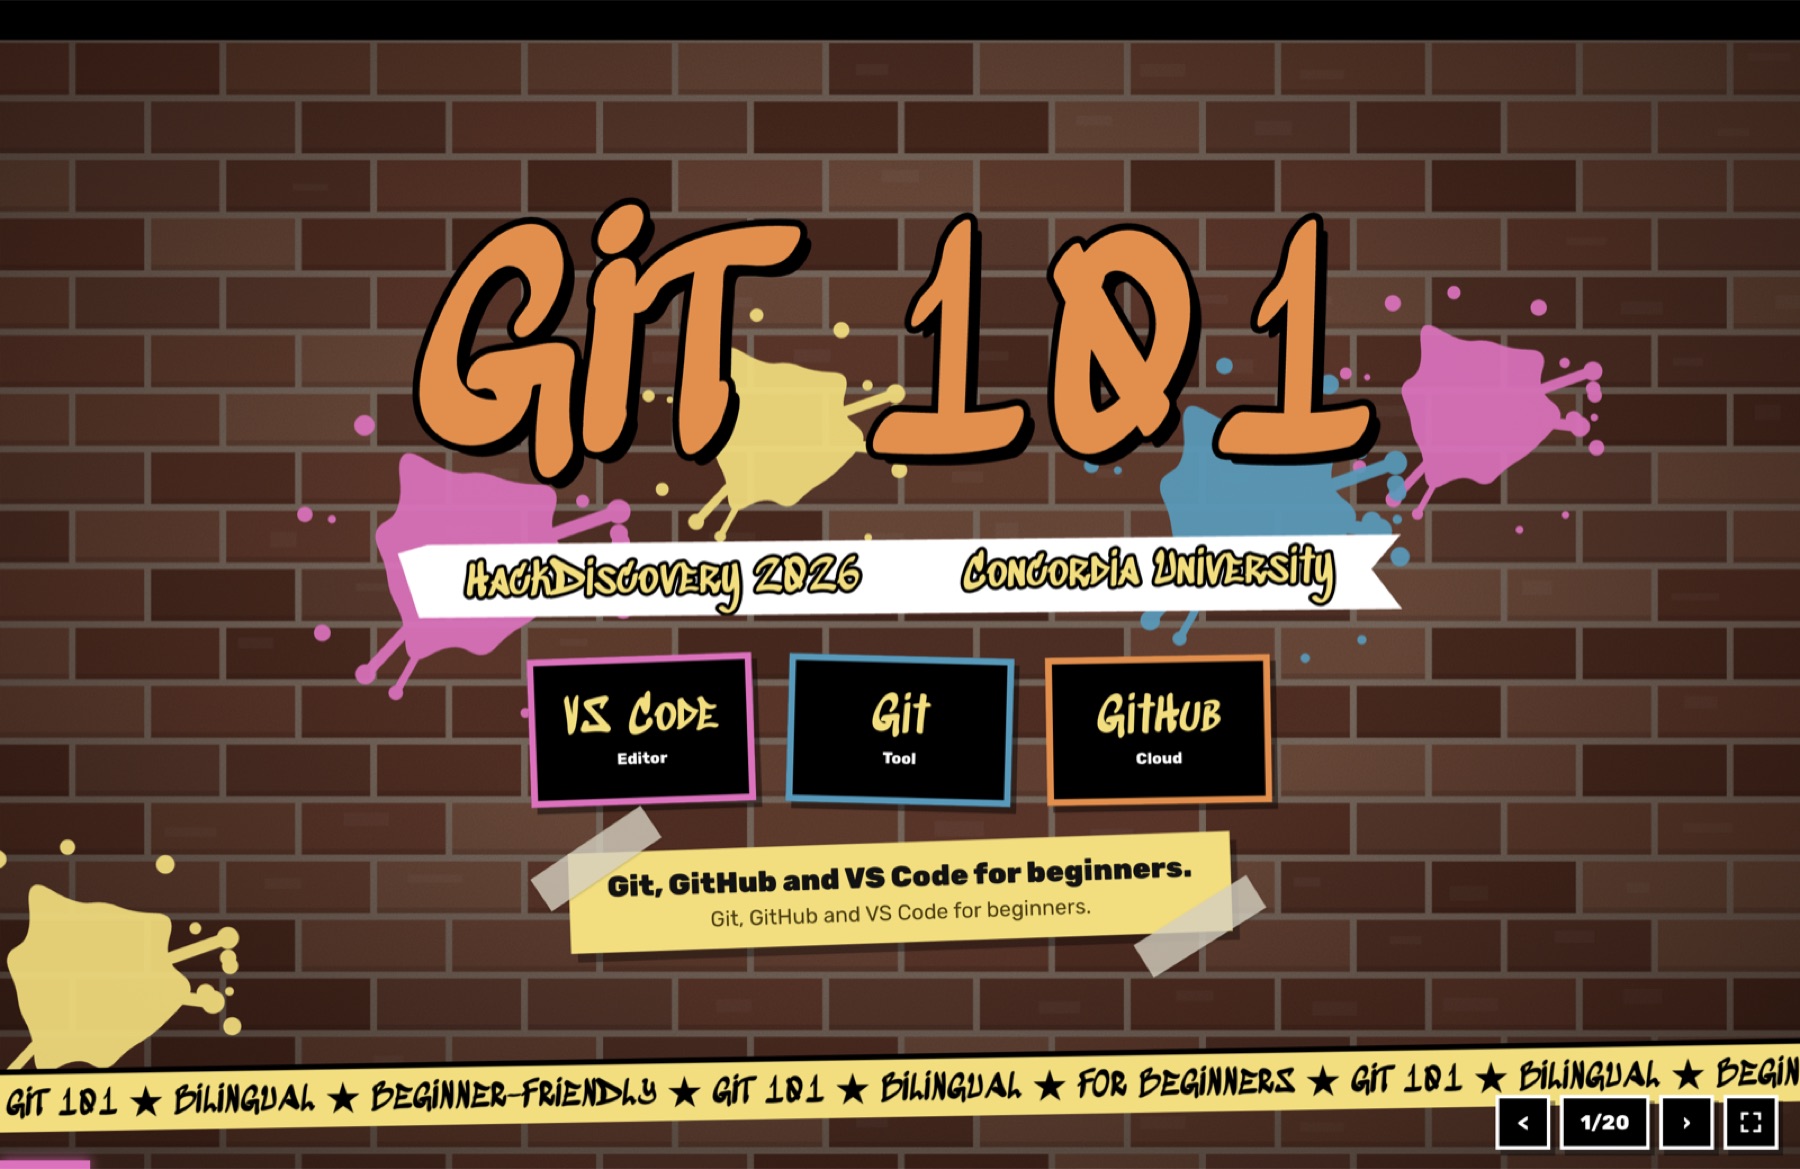 GiT 101
HackDiscovery 2026 Concordia University
VS Code
Editor
Git
Tool
GitHub
Cloud
Git, GitHub and VS Code for beginners.
Git, GitHub and VS Code for beginners.
GiT 101 ★ BiLiNGUAL ★ BEGiNNER-FRiENDLY ★ GiT 101 ★ BiLiNGUAL ★ FOR BEGiNNERS ★ GiT 101 ★ BiLiNGUAL ★ BEGiN
< 1/20 ›